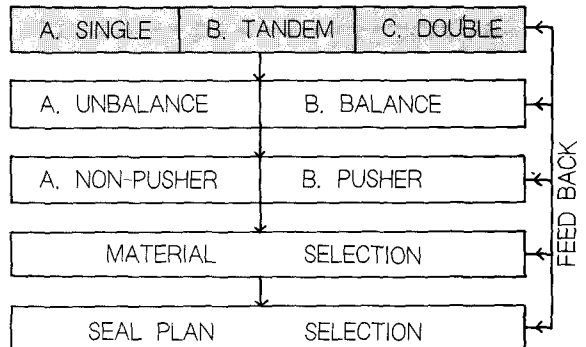 A. SINGLE B. TANDEM C. DOUBLE
A. UNBALANCE B. BALANCE
A. NON-PUSHER B. PUSHER
MATERIAL SELECTION
SEAL PLAN SELECTION
FEED BACK